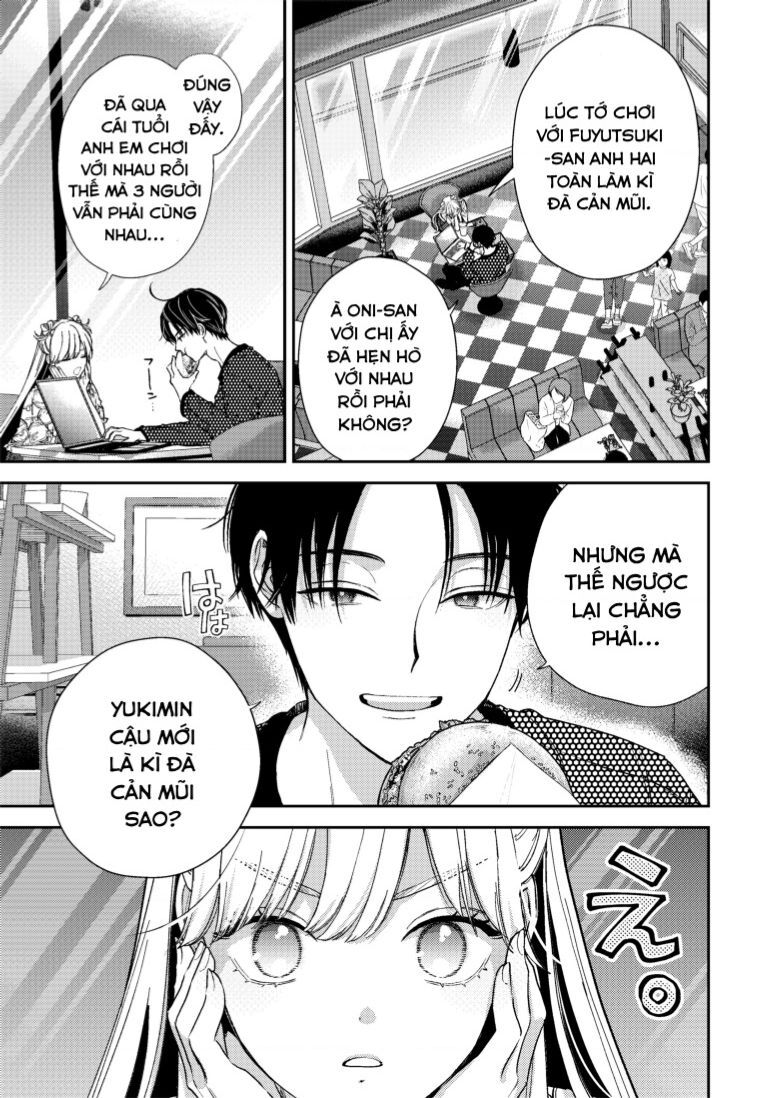 LÚC TỚ CHƠI
VỚI FUYUTSUKI
-SAN ANH HAI
TOÀN LÀM KÌ
ĐÀ CẢN MŨI.
À ONI-SAN
VỚI CHỊ ẤY
ĐÃ HẸN HÒ
VỚI NHAU
RỒI PHẢI
KHÔNG?
ĐÚNG
VẬY
ĐẤY.
ĐÃ QUA
CÁI TUỔI
ANH EM CHƠI
VỚI NHAU RỒI
THẾ MÀ 3 NGƯỜI
VẪN PHẢI CÙNG
NHAU...
NHƯNG MÀ
THẾ NGƯỢC
LẠI CHẲNG
PHẢI...
はは
YUKIMIN
CẬU MỚI
LÀ KÌ ĐÀ
CẢN MŨI
SAO?
え。